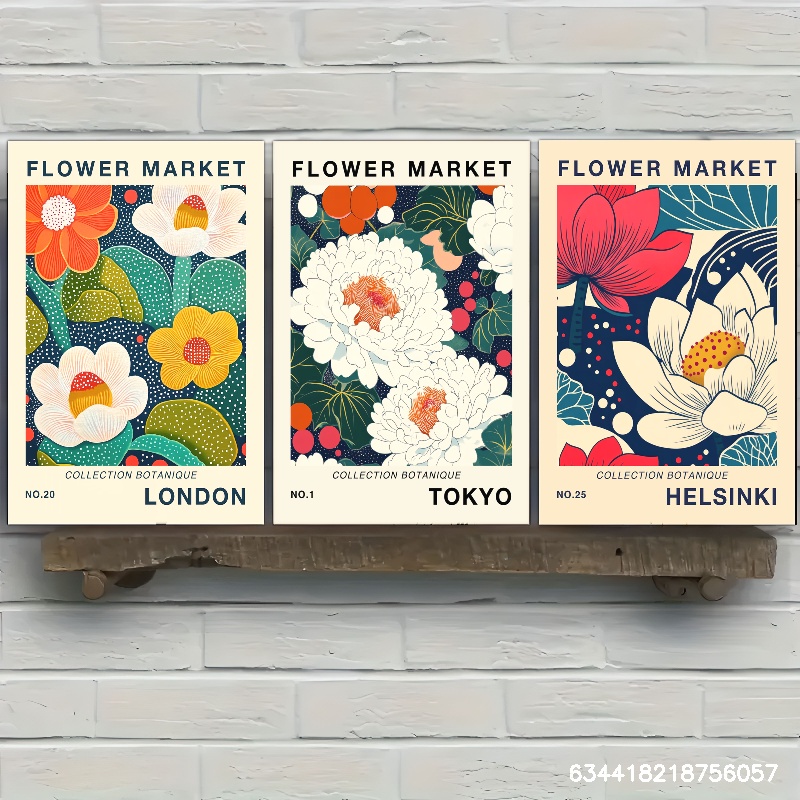 FLOWER MARKET
COLLECTION BOTANIQUE
NO.20 LONDON
FLOWER MARKET
COLLECTION BOTANIQUE
NO.1 TOKYO
FLOWER MARKET
COLLECTION BOTANIQUE
NO.25 HELSINKI
634418218756057